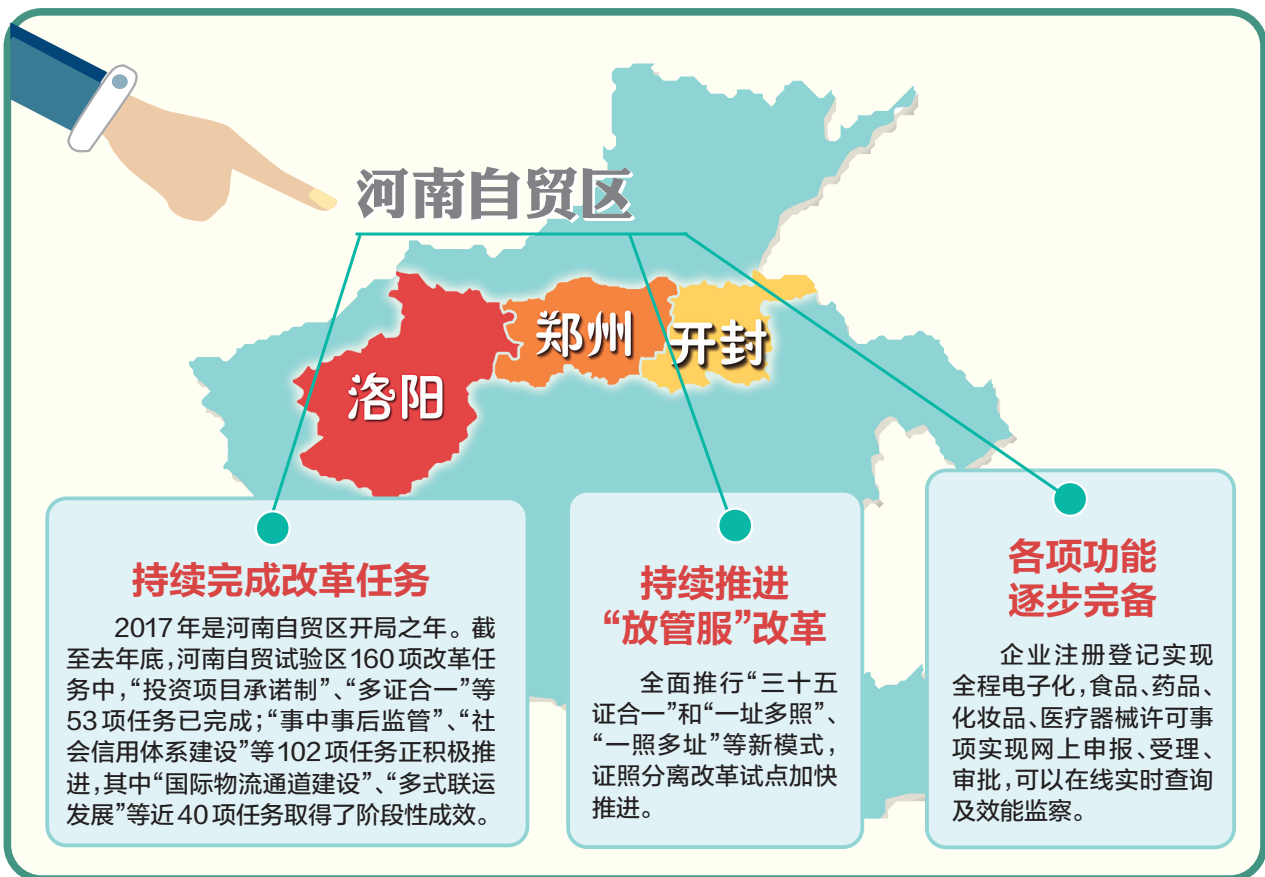 河南自贸区
洛阳
郑州
开封
持续完成改革任务
2017年是河南自贸区开局之年。截
至去年底,河南自贸试验区160项改革任
务中,“投资项目承诺制”、“多证合一”等
53项任务已完成;“事中事后监管”、“社
会信用体系建设”等102项任务正积极推
进,其中“国际物流通道建设”、“多式联运
发展”等近40项任务取得了阶段性成效。
持续推进
“放管服”改革
全面推行“三十五
证合一”和“一址多照”、
“一照多址”等新模式,
证照分离改革试点加快
推进。
各项功能
逐步完备
企业注册登记实现
全程电子化,食品、药品、
化妆品、医疗器械许可事
项实现网上申报、受理、
审批,可以在线实时查询
及效能监察。